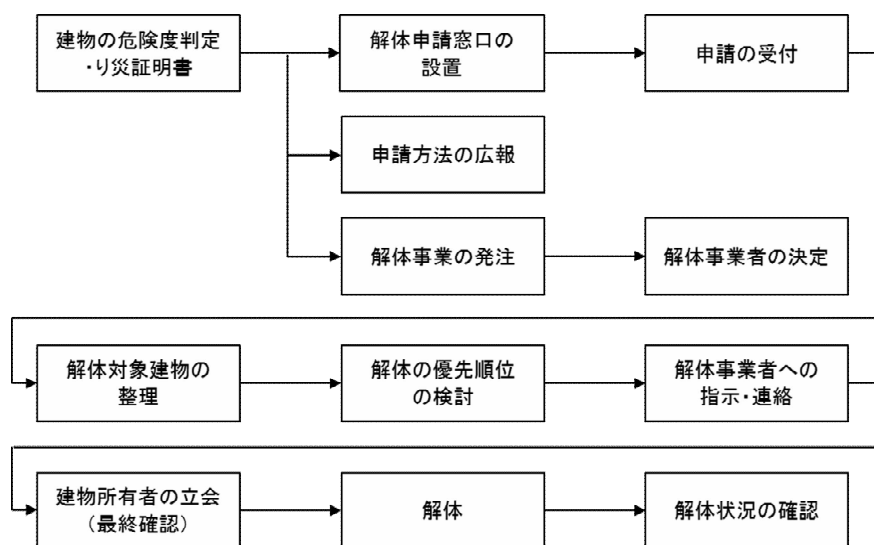 建物の危険度判定
・り災証明書
解体申請窓口の
設置
申請の受付
申請方法の広報
解体事業の発注
解体事業者の決定
解体対象建物の
整理
解体の優先順位
の検討
解体事業者への
指示・連絡
建物所有者の立会
(最終確認)
解体
解体状況の確認